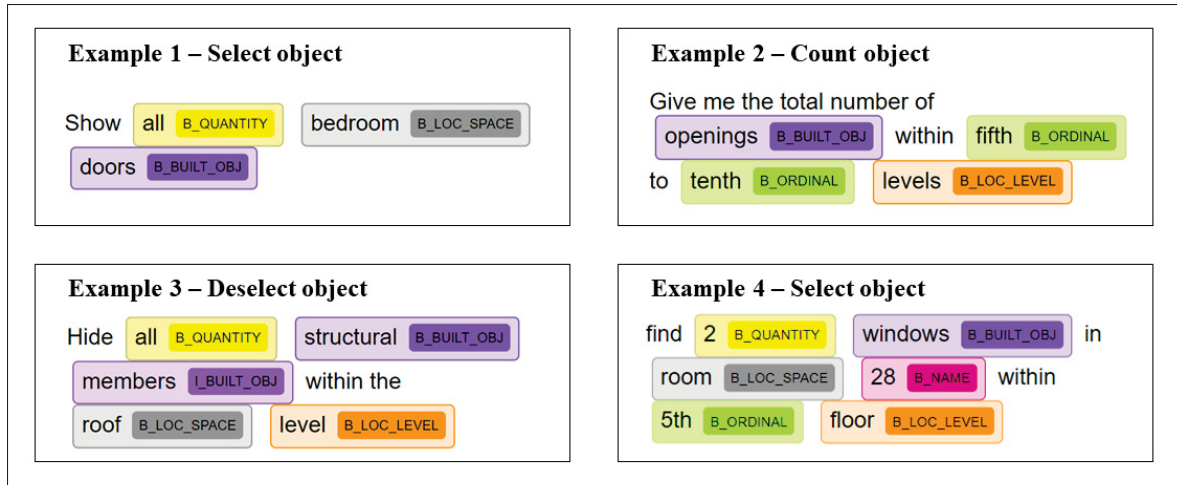 Example 1 – Select object
Show all B_QUANTITY bedroom B_LOC_SPACE
doors B_BUILT_OBJ
Example 2 – Count object
Give me the total number of
openings B_BUILT_OBJ within fifth B_ORDINAL
to tenth B_ORDINAL levels B_LOC_LEVEL
Example 3 – Deselect object
Hide all B_QUANTITY structural B_BUILT_OBJ
members I_BUILT_OBJ within the
roof B_LOC_SPACE level B_LOC_LEVEL
Example 4 – Select object
find 2 B_QUANTITY windows B_BUILT_OBJ in
room B_LOC_SPACE 28 B_NAME within
5th B_ORDINAL floor B_LOC_LEVEL